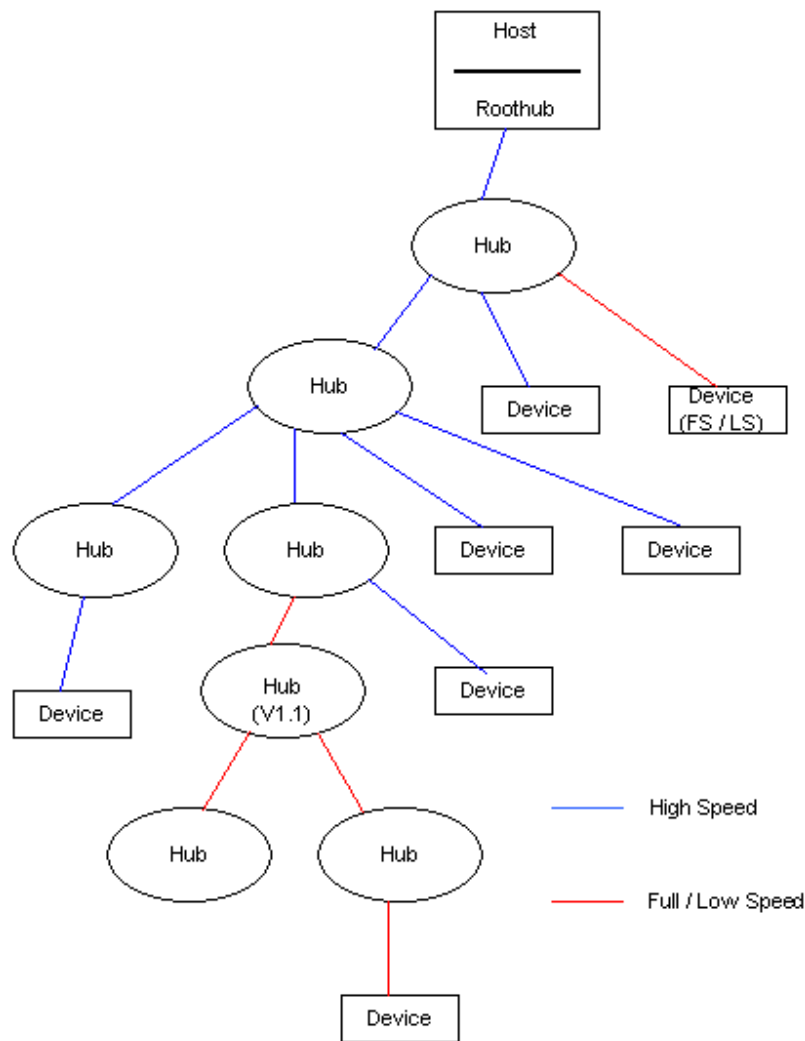 Host
Roothub
Hub
Hub
Device
Device
(FS / LS)
Hub
Hub
Device
Device
Hub
(V1.1)
Device
Device
High Speed
Hub
Hub
Full / Low Speed
Device